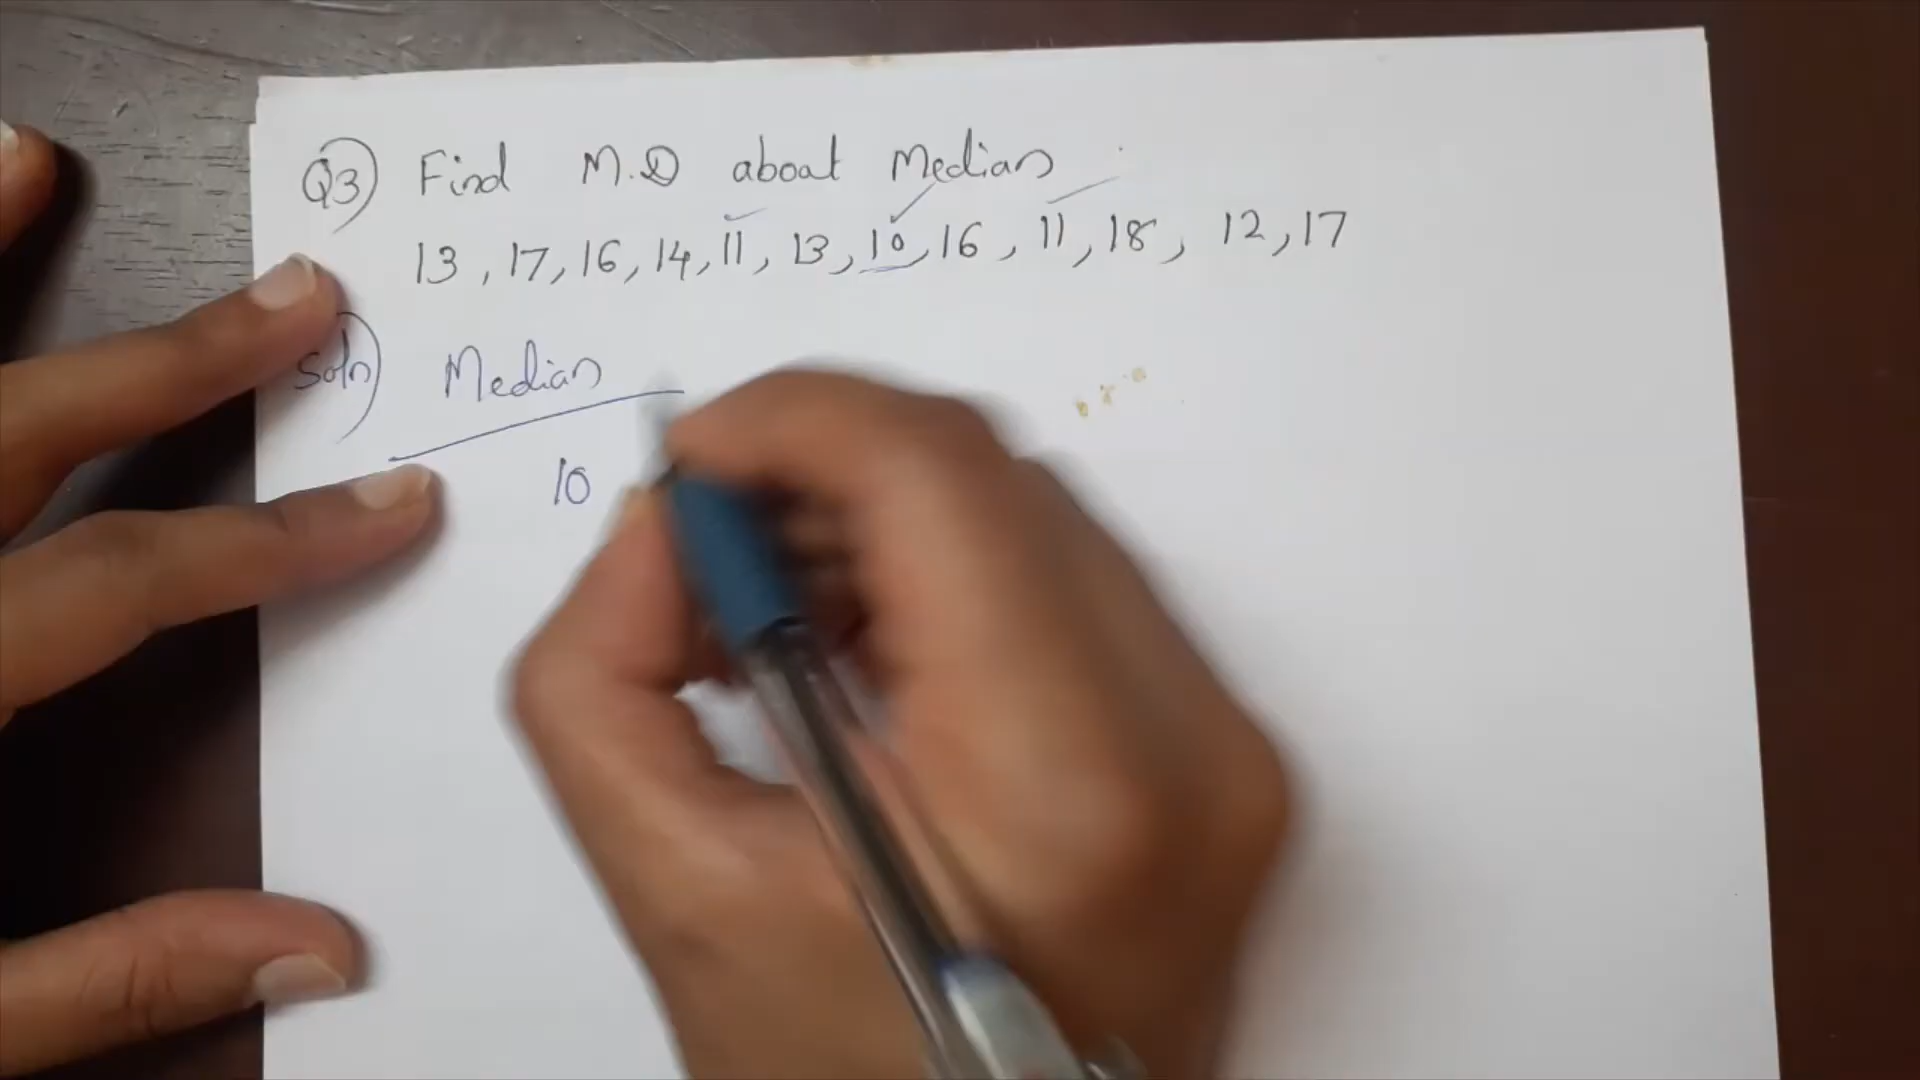 Q3) Find M.D about Median
13, 17, 16, 14, 11, 13, 10, 16, 11, 18, 12, 17
Soln) Median
10